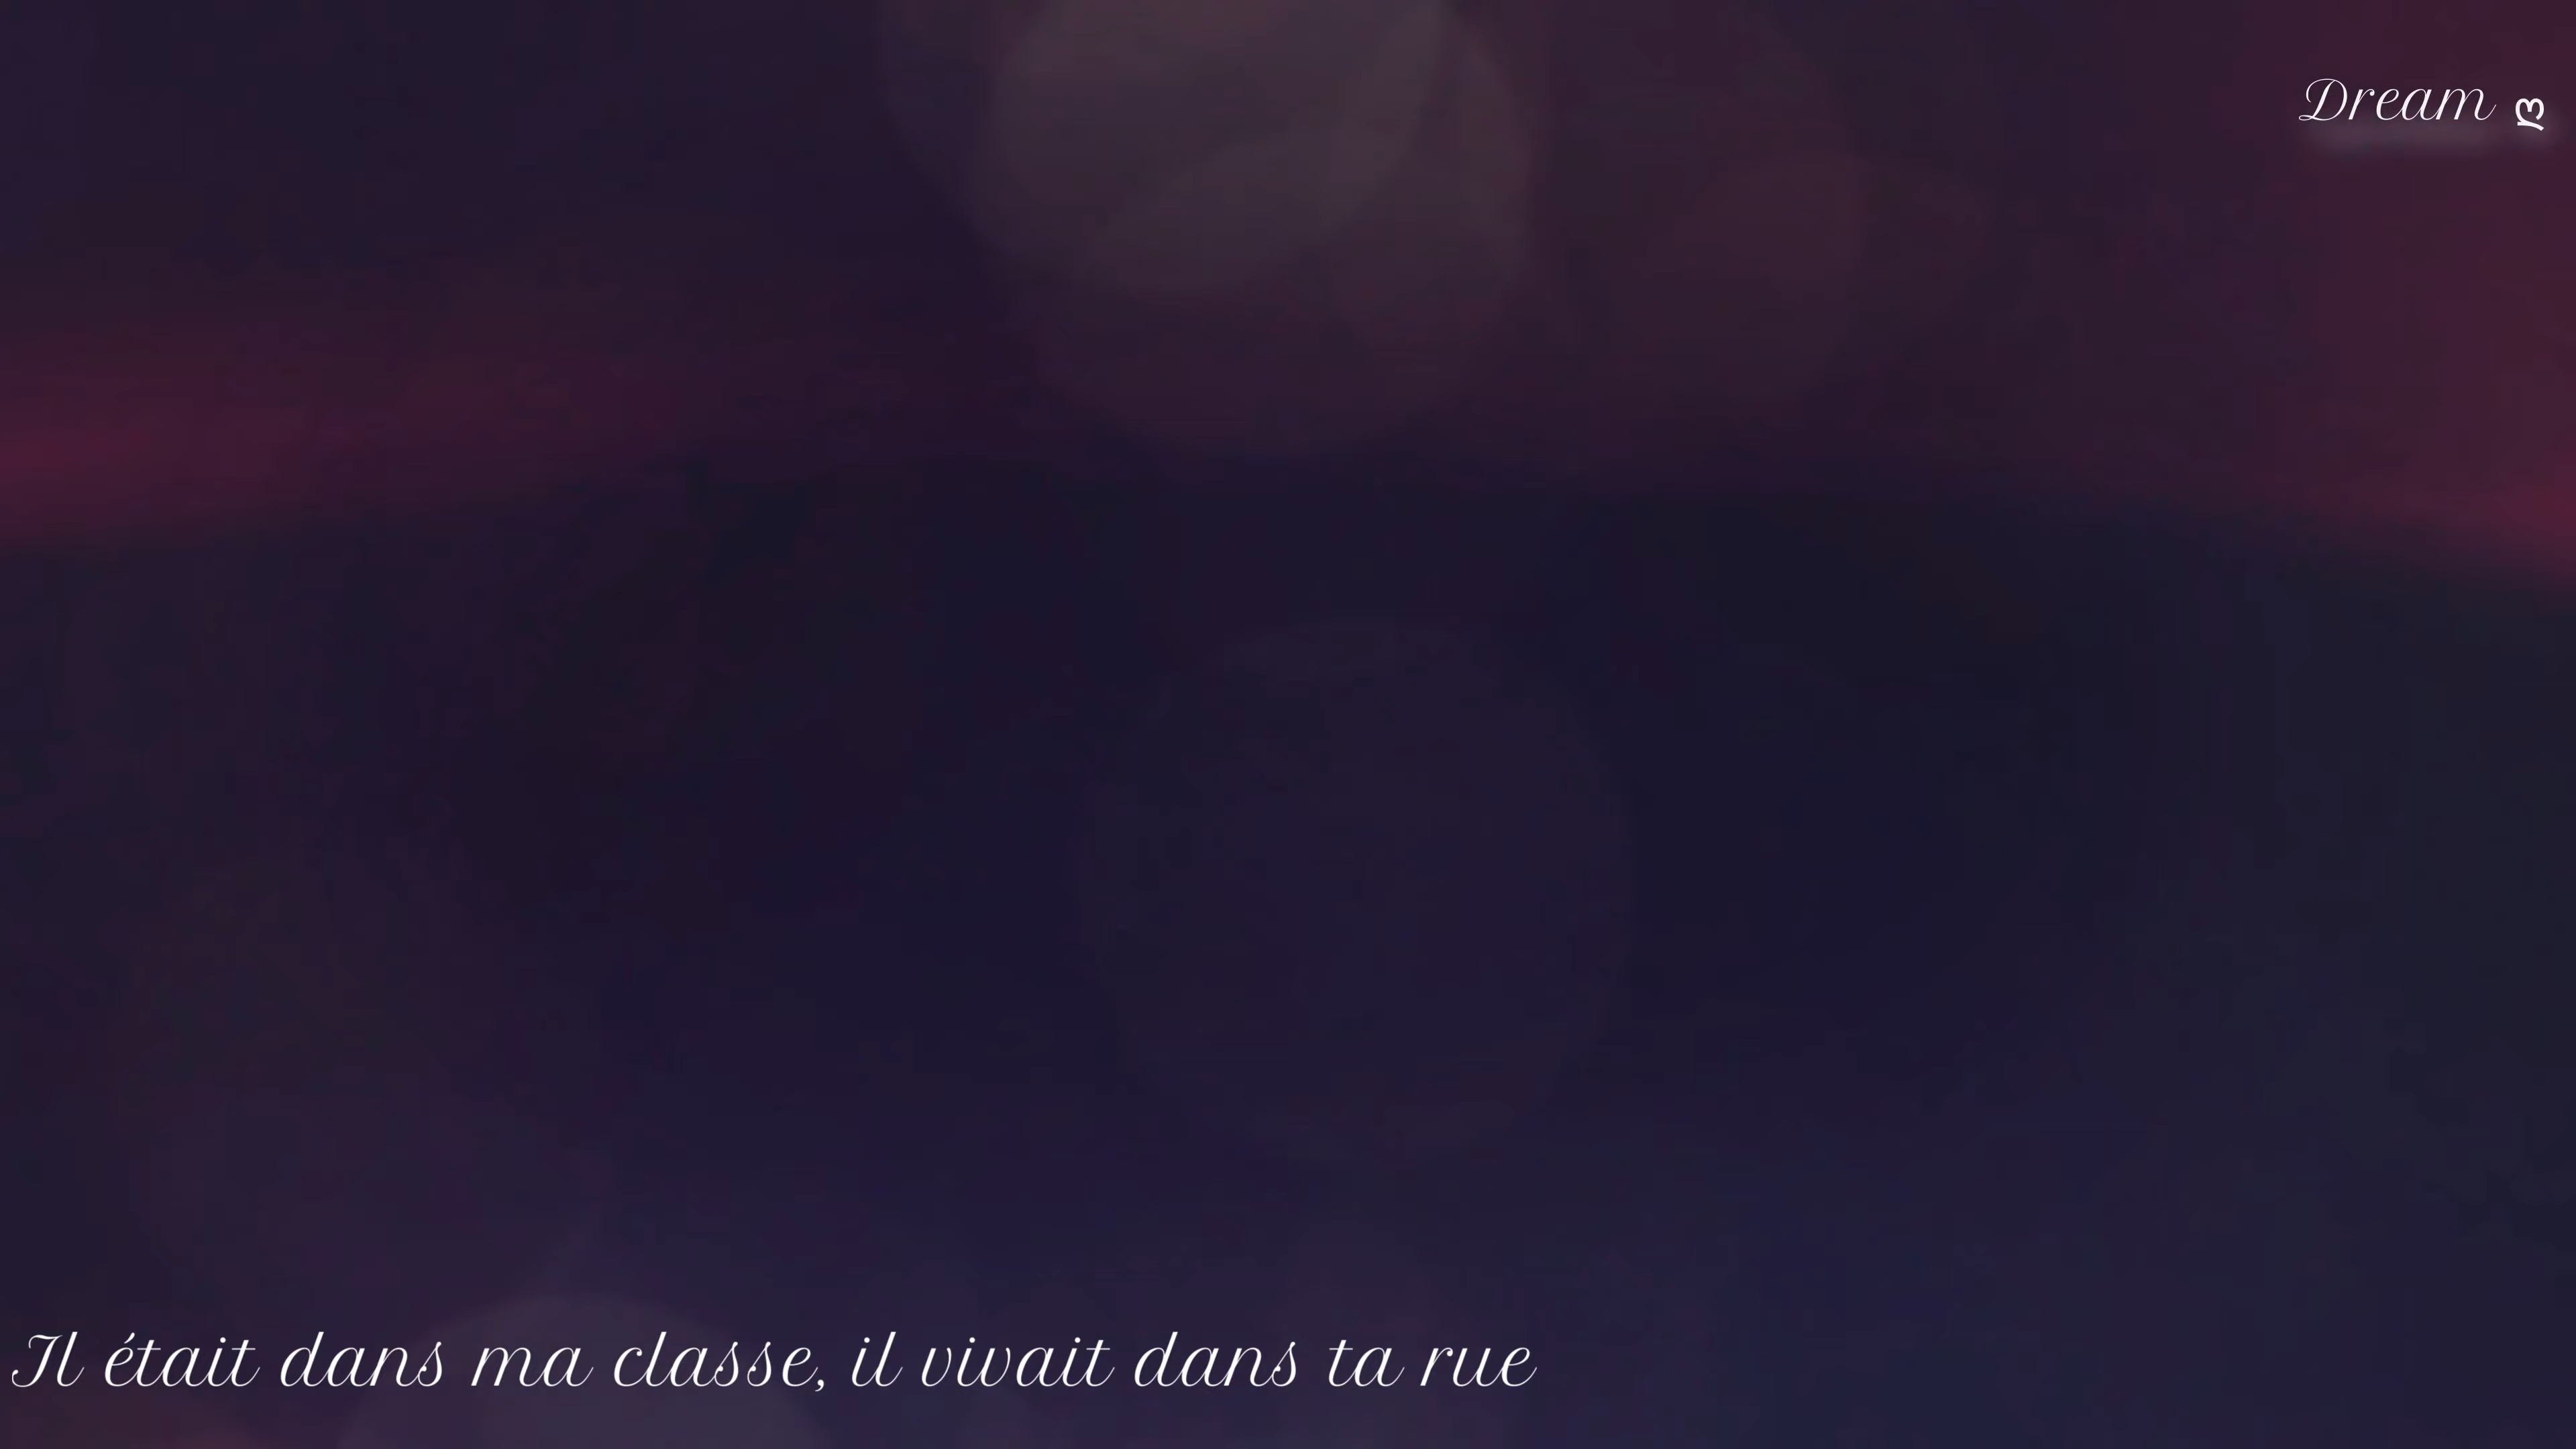 Dream ღ
Il était dans ma classe, il vivait dans ta rue